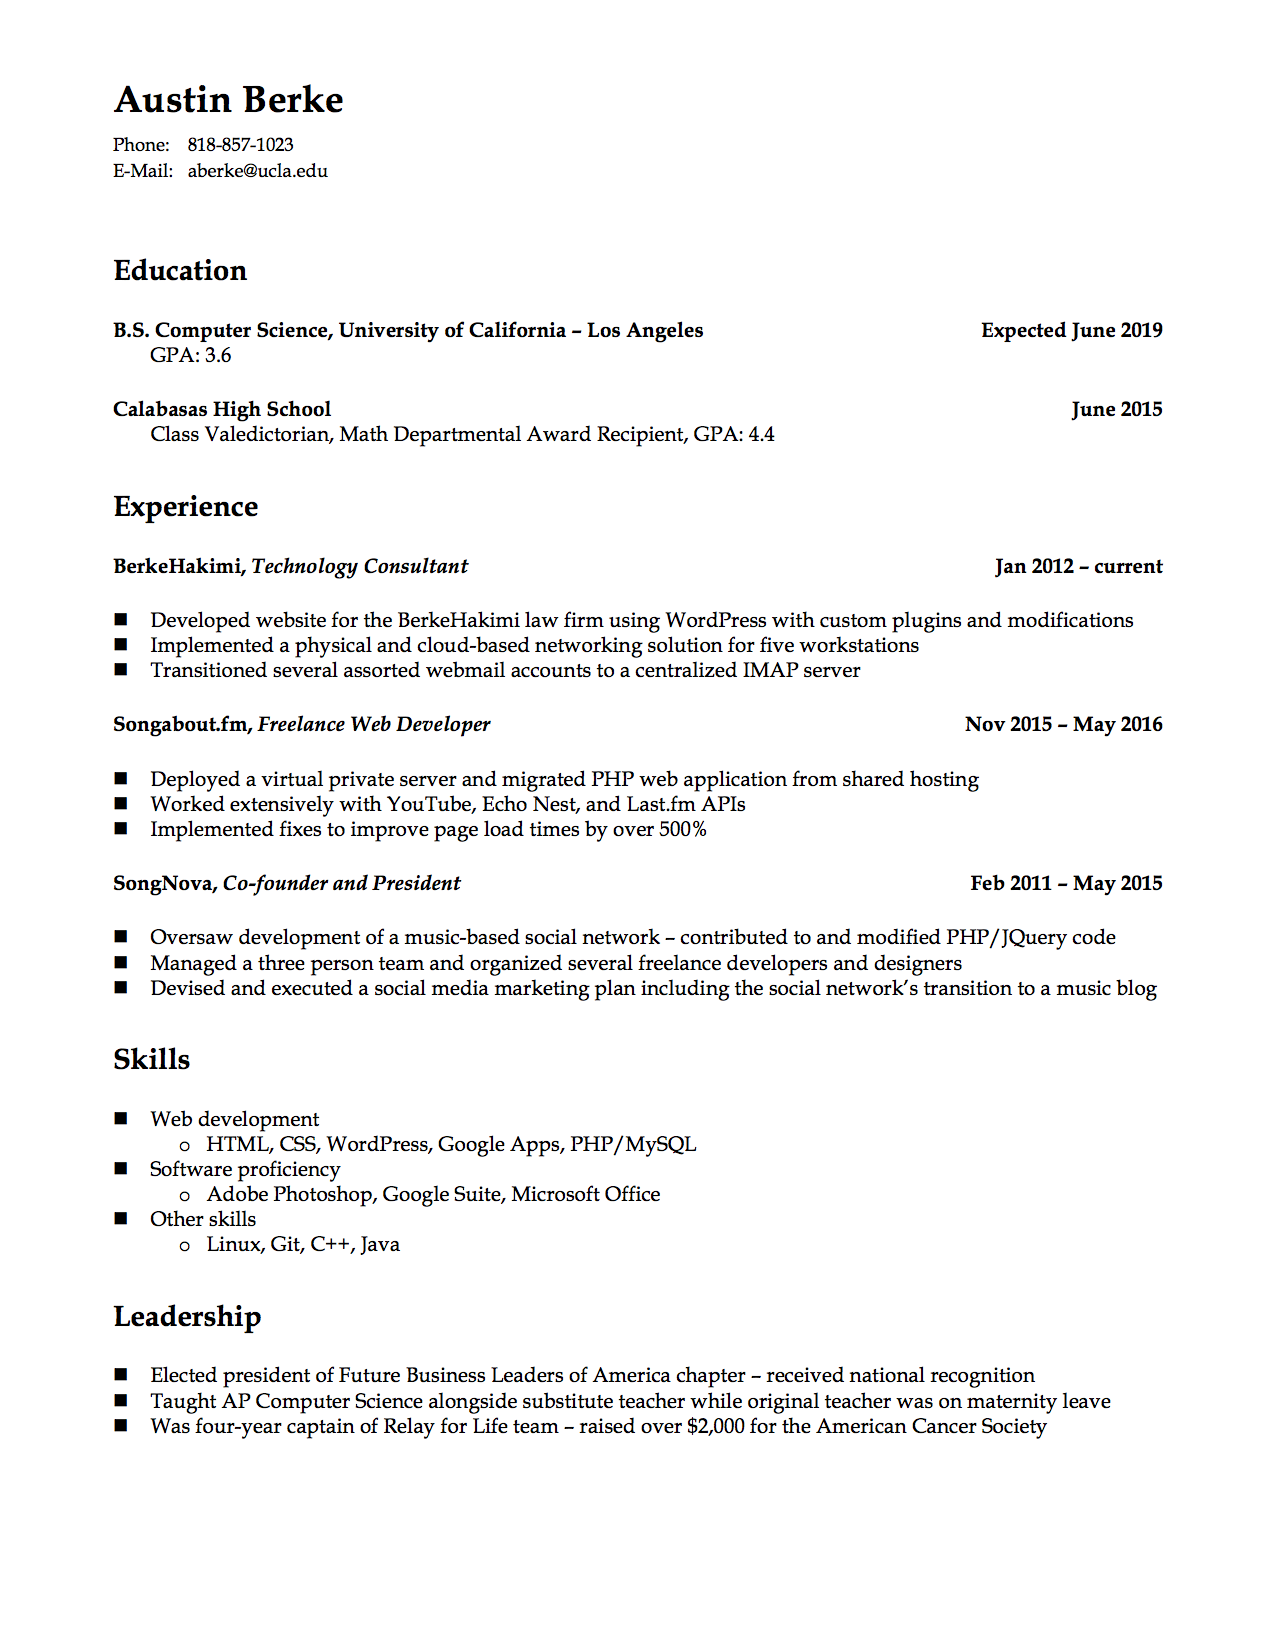 Austin Berke
Phone: 818-857-1023
E-Mail: aberke@ucla.edu
Education
B.S. Computer Science, University of California – Los Angeles Expected June 2019
GPA: 3.6
Calabasas High School June 2015
Class Valedictorian, Math Departmental Award Recipient, GPA: 4.4
Experience
BerkeHakimi, Technology Consultant Jan 2012 – current
■ Developed website for the BerkeHakimi law firm using WordPress with custom plugins and modifications
■ Implemented a physical and cloud-based networking solution for five workstations
■ Transitioned several assorted webmail accounts to a centralized IMAP server
Songabout.fm, Freelance Web Developer Nov 2015 – May 2016
■ Deployed a virtual private server and migrated PHP web application from shared hosting
■ Worked extensively with YouTube, Echo Nest, and Last.fm APIs
■ Implemented fixes to improve page load times by over 500%
SongNova, Co-founder and President Feb 2011 – May 2015
■ Oversaw development of a music-based social network – contributed to and modified PHP/JQuery code
■ Managed a three person team and organized several freelance developers and designers
■ Devised and executed a social media marketing plan including the social network’s transition to a music blog
Skills
■ Web development
o HTML, CSS, WordPress, Google Apps, PHP/MySQL
■ Software proficiency
o Adobe Photoshop, Google Suite, Microsoft Office
■ Other skills
o Linux, Git, C++, Java
Leadership
■ Elected president of Future Business Leaders of America chapter – received national recognition
■ Taught AP Computer Science alongside substitute teacher while original teacher was on maternity leave
■ Was four-year captain of Relay for Life team – raised over $2,000 for the American Cancer Society